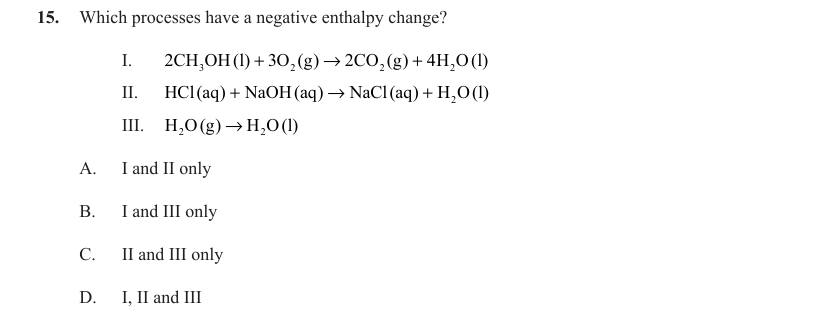 15. Which processes have a negative enthalpy change?
I. 2CH₃OH(l) + 3O₂(g) → 2CO₂(g) + 4H₂O(l)
II. HCl(aq) + NaOH(aq) → NaCl(aq) + H₂O(l)
III. H₂O(g) → H₂O(l)
A. I and II only
B. I and III only
C. II and III only
D. I, II and III